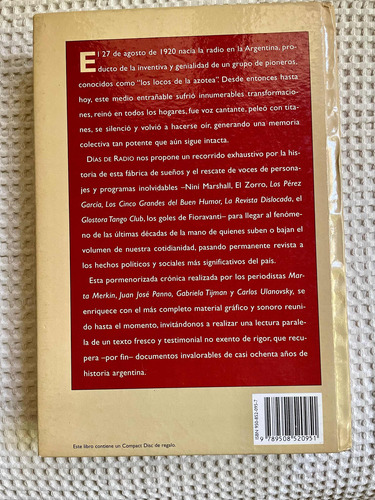 El 27 de agosto de 1920 nacía la radio en la Argentina, pro-
ducto de la inventiva y genialidad de un grupo de pioneros,
conocidos como "los locos de la azotea". Desde entonces hasta
hoy, este medio entrañable sufrió innumerables transformacio-
nes, reinó en todos los hogares, fue voz cantante, peleó con tita-
nes, se silenció y volvió a hacerse oir, generando una memoria
colectiva tan potente que aún sigue intacta.
DÍAS DE RADIO nos propone un recorrido exhaustivo por la his-
toria de esta fábrica de sueños y el rescate de voces de persona-
jes y programas inolvidables –Nini Marshall, El Zorro, Los Pérez
García, Los Cinco Grandes del Buen Humor, La Revista Dislocada, el
Glostora Tango Club, los goles de Fioravanti– para llegar al fenóme-
no de las últimas décadas de la mano de quienes suben o bajan el
volumen de nuestra cotidianidad, pasando permanente revista a
los hechos políticos y sociales más significativos del país.
Esta pormenorizada crónica realizada por los periodistas Mar-
ta Merkin, Juan José Panno, Gabriela Tijman y Carlos Ulanovsky, se
enriquece con el más completo material gráfico y sonoro reuni-
do hasta el momento, invitándonos a realizar una lectura parale-
la de un texto fresco y testimonial no exento de rigor, que recu-
pera –por fin– documentos invalorables de casi ochenta años de
historia argentina.
ISBN 950-852-095-7
9 789508 520951
Este libro contiene un Compact Disc de regalo.